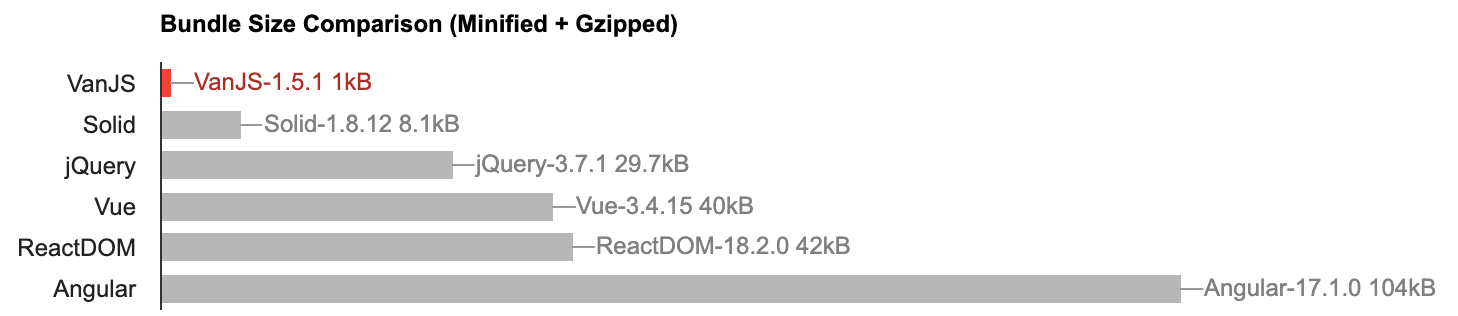 Bundle Size Comparison (Minified + Gzipped)
VanJS VanJS-1.5.1 1kB
Solid Solid-1.8.12 8.1kB
jQuery jQuery-3.7.1 29.7kB
Vue Vue-3.4.15 40kB
ReactDOM ReactDOM-18.2.0 42kB
Angular Angular-17.1.0 104kB